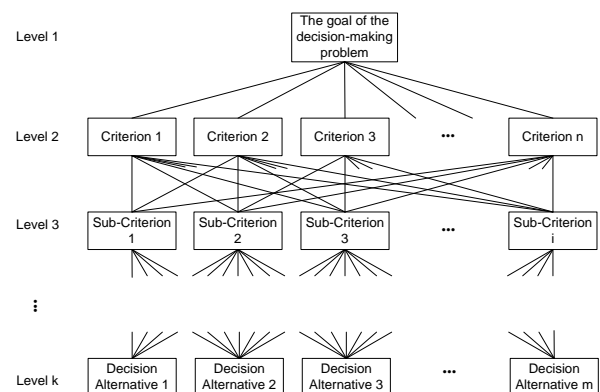 Level 1
The goal of the
decision-making
problem
Level 2
Criterion 1
Criterion 2
Criterion 3
...
Criterion n
Level 3
Sub-Criterion
1
Sub-Criterion
2
Sub-Criterion
3
...
Sub-Criterion
i
...
Level k
Decision
Alternative 1
Decision
Alternative 2
Decision
Alternative 3
...
Decision
Alternative m